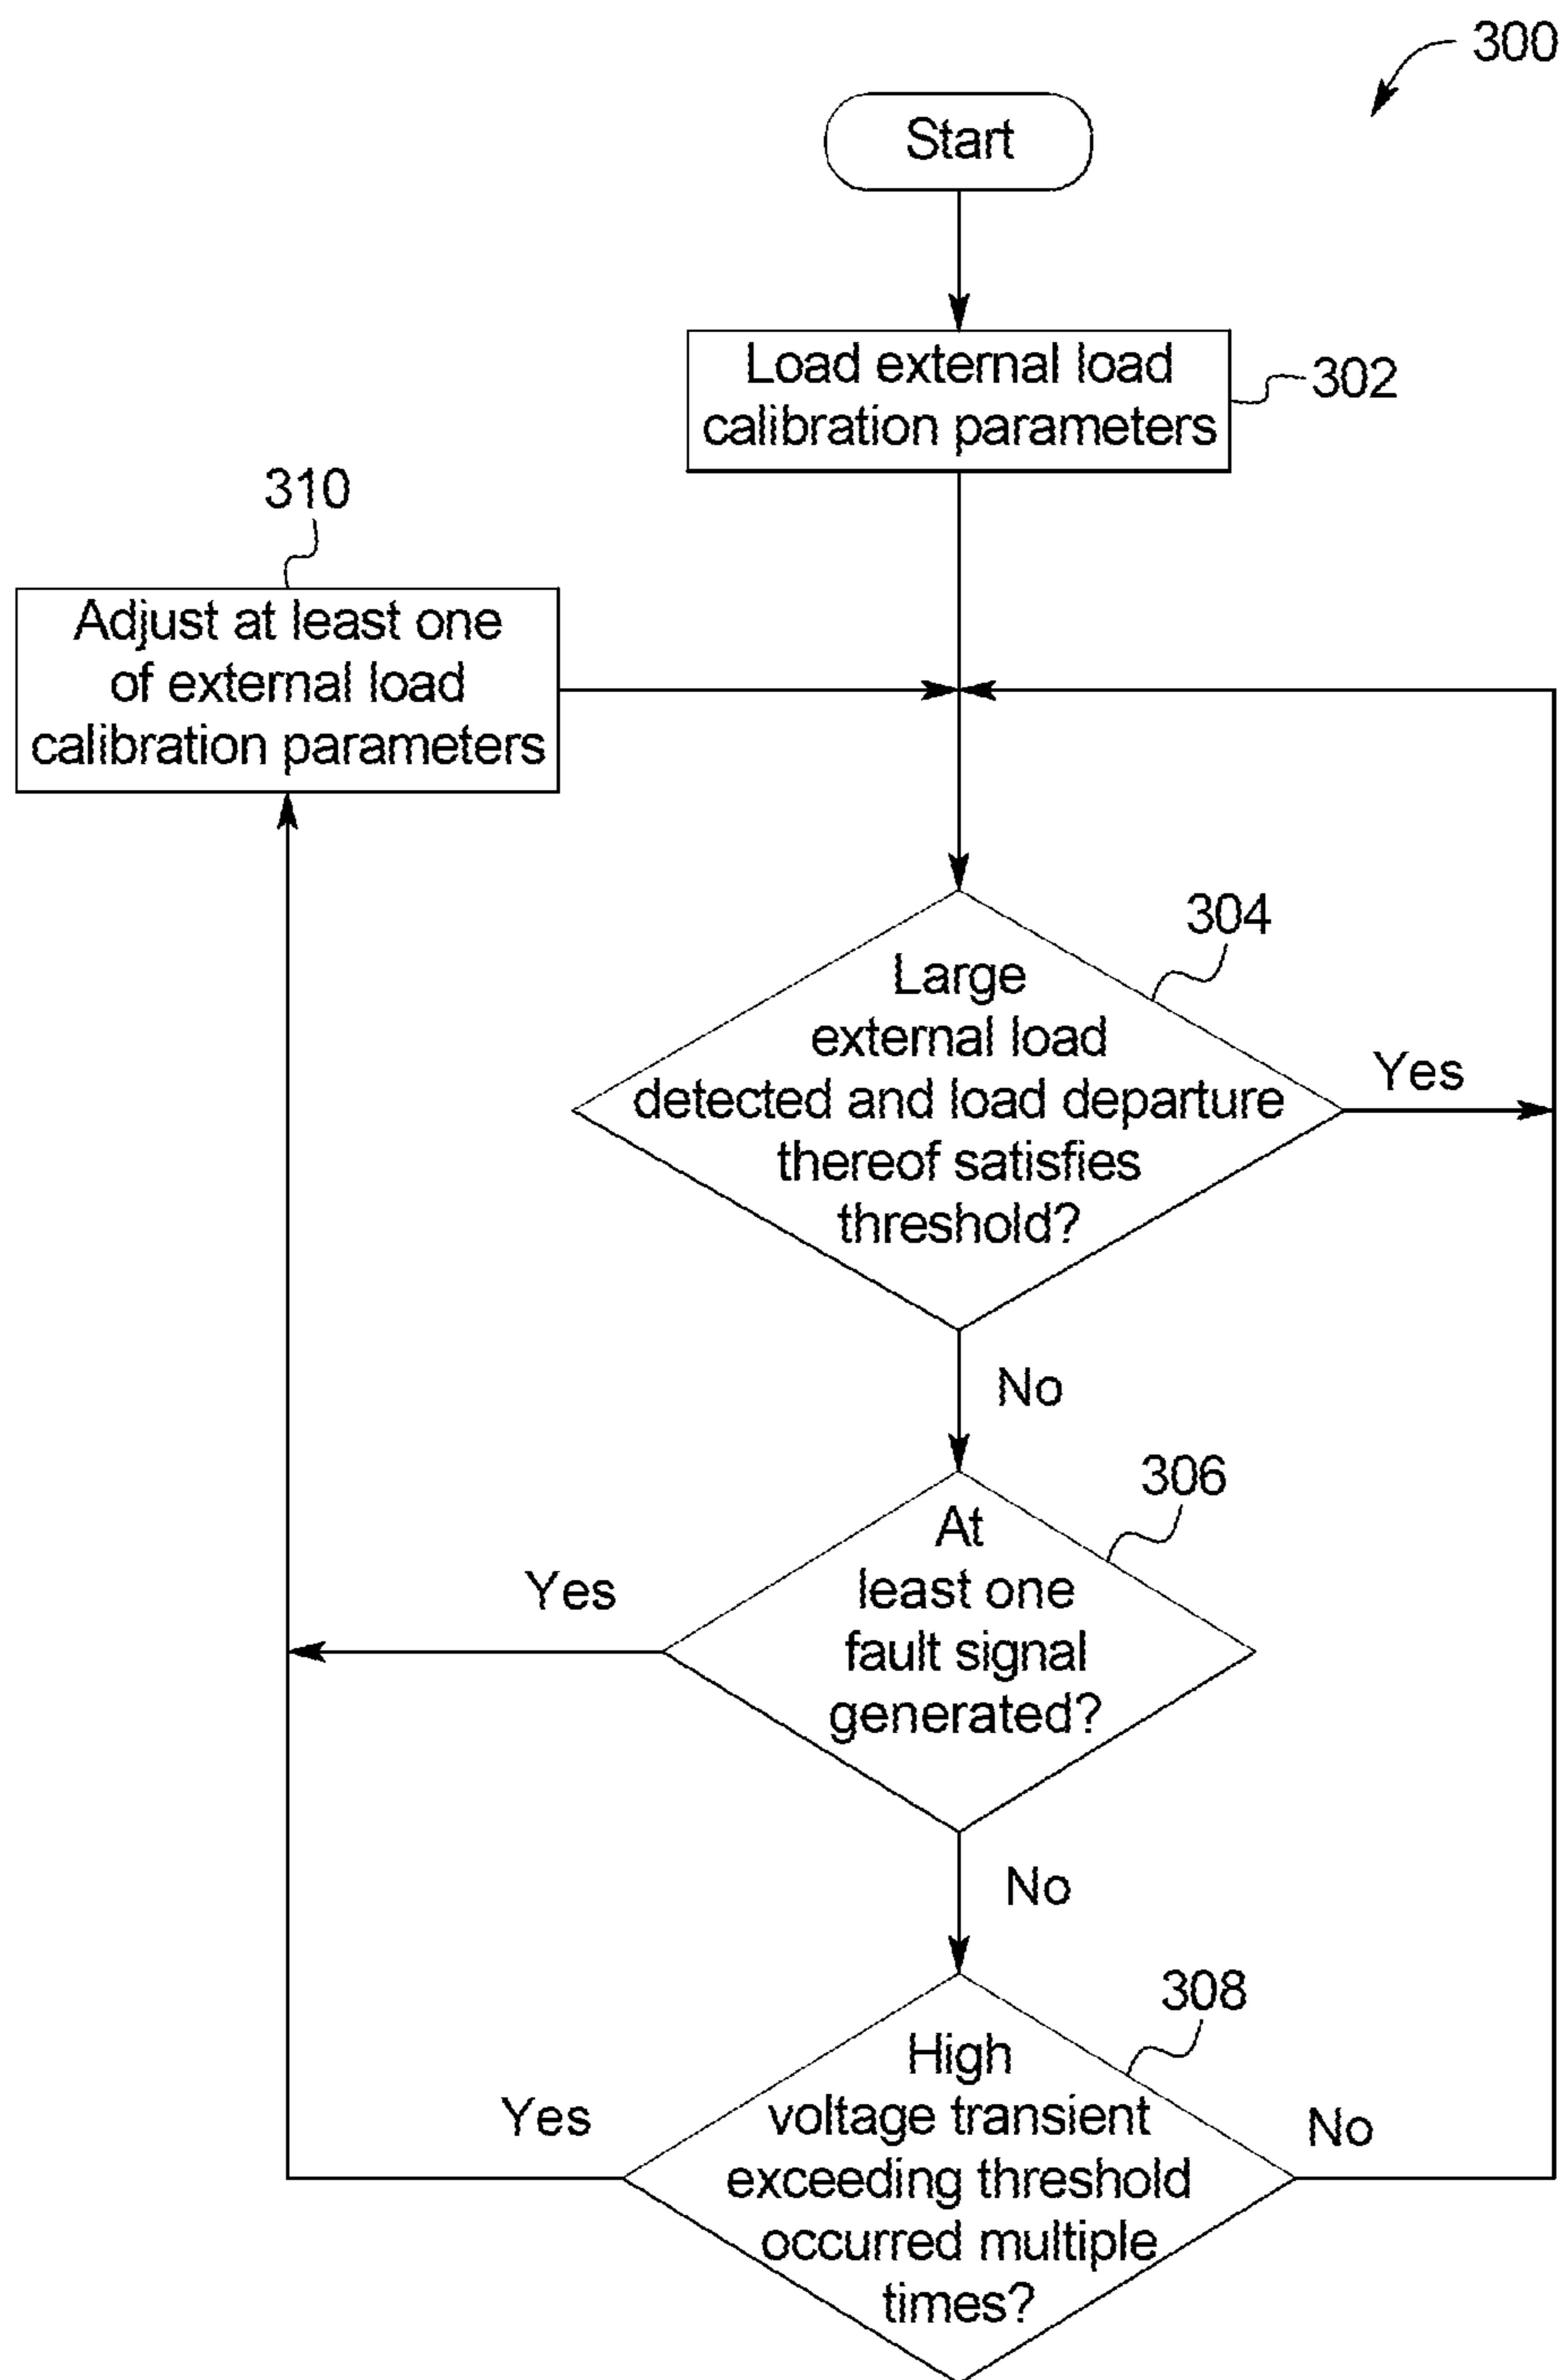 300
Start
Load external load
calibration parameters
302
310
Adjust at least one
of external load
calibration parameters
304
Large
external load
detected and load departure
thereof satisfies
threshold?
Yes
No
306
At
least one
fault signal
generated?
Yes
No
308
High
voltage transient
exceeding threshold
occurred multiple
times?
Yes
No